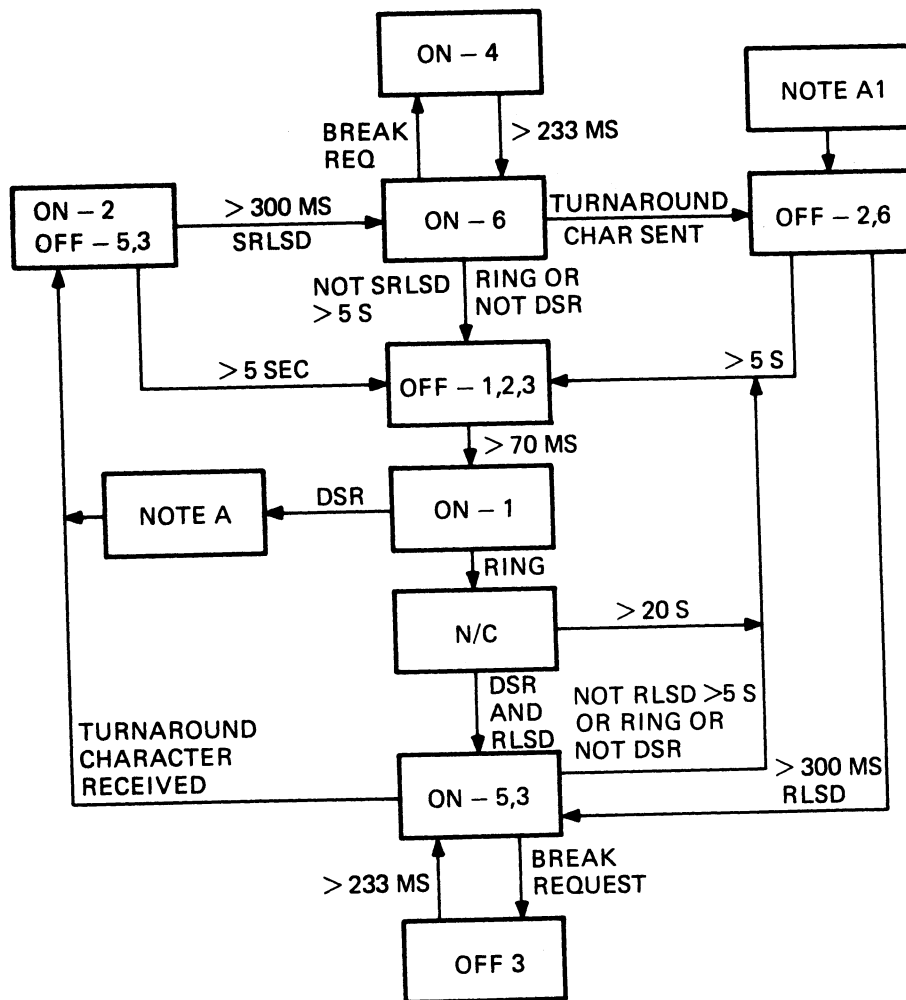 ON – 4
NOTE A1
BREAK
REQ
> 233 MS
ON – 2
OFF – 5,3
> 300 MS
SRLSD
ON – 6
TURNAROUND
CHAR SENT
OFF – 2,6
NOT SRLSD
> 5 S
RING OR
NOT DSR
> 5 SEC
OFF – 1,2,3
> 5 S
> 70 MS
NOTE A
DSR
ON – 1
RING
N/C
> 20 S
DSR
AND
RLSD
NOT RLSD >5 S
OR RING OR
NOT DSR
TURNAROUND
CHARACTER
RECEIVED
> 300 MS
RLSD
ON – 5,3
> 233 MS
BREAK
REQUEST
OFF 3